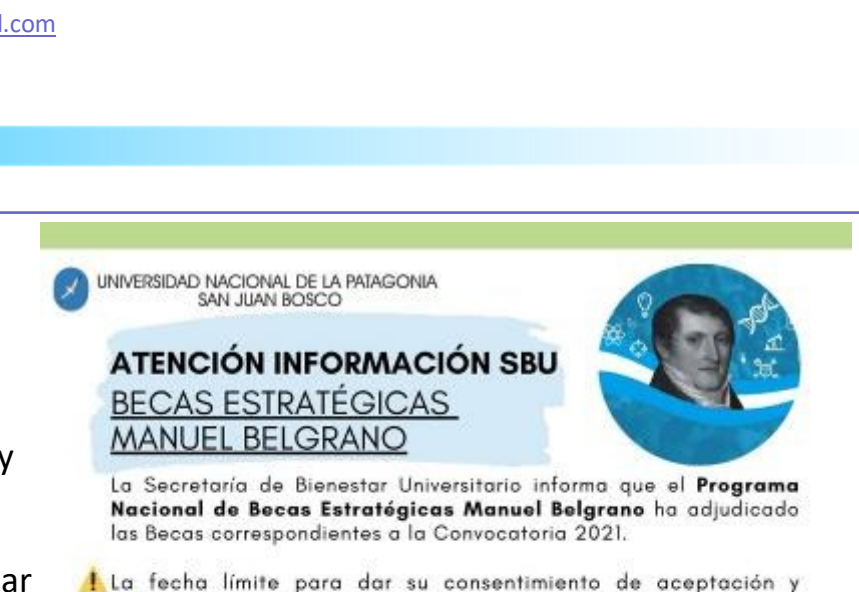 l.com
UNIVERSIDAD NACIONAL DE LA PATAGONIA
SAN JUAN BOSCO
ATENCIÓN INFORMACIÓN SBU
BECAS ESTRATÉGICAS
MANUEL BELGRANO
y
La Secretaría de Bienestar Universitario informa que el Programa
Nacional de Becas Estratégicas Manuel Belgrano ha adjudicado
las Becas correspondientes a la Convocatoria 2021.
ar
La fecha límite para dar su consentimiento de aceptación y